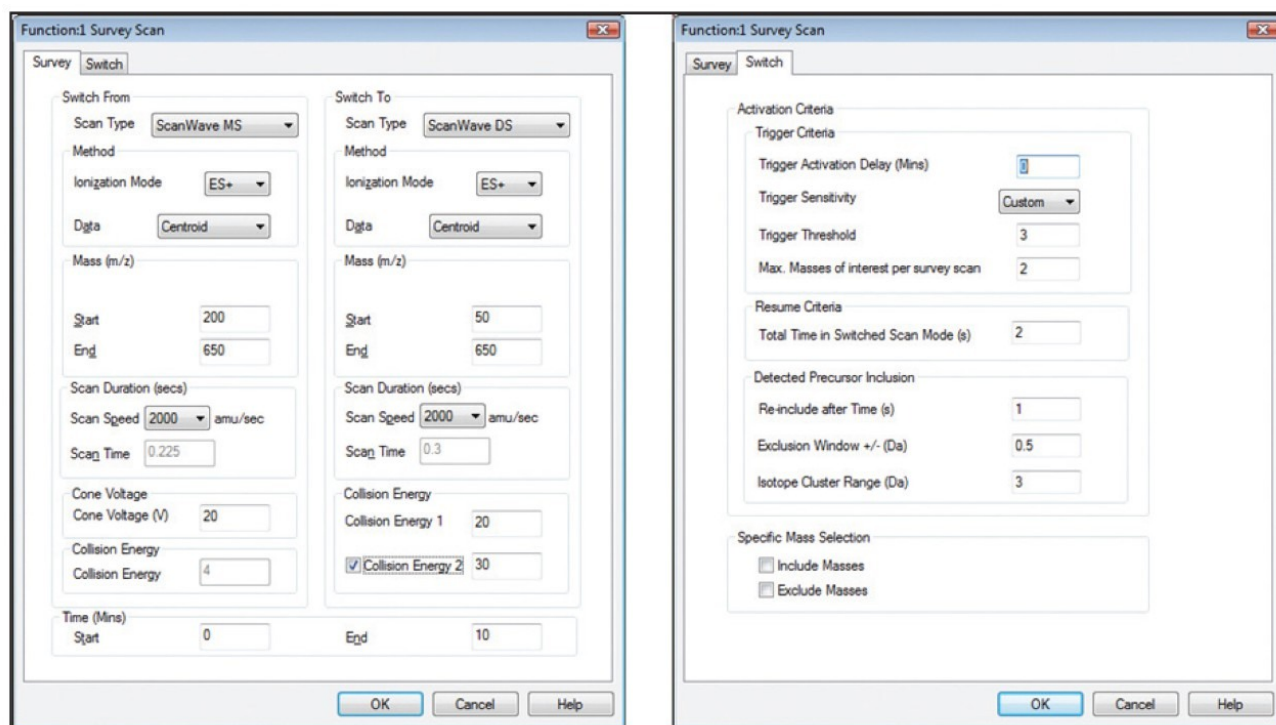 Function:1 Survey Scan
Survey Switch
Switch From
Scan Type ScanWave MS
Method
Ionization Mode ES+
Data Centroid
Mass (m/z)
Start 200
End 650
Scan Duration (secs)
Scan Speed 2000 amu/sec
Scan Time 0.225
Cone Voltage
Cone Voltage (V) 20
Collision Energy
Collision Energy 4
Switch To
Scan Type ScanWave DS
Method
Ionization Mode ES+
Data Centroid
Mass (m/z)
Start 50
End 650
Scan Duration (secs)
Scan Speed 2000 amu/sec
Scan Time 0.3
Collision Energy
Collision Energy 1 20
Collision Energy 2 30
Time (Mins)
Start 0 End 10
OK Cancel Help
Function:1 Survey Scan
Survey Switch
Activation Criteria
Trigger Criteria
Trigger Activation Delay (Mins) 0
Trigger Sensitivity Custom
Trigger Threshold 3
Max. Masses of interest per survey scan 2
Resume Criteria
Total Time in Switched Scan Mode (s) 2
Detected Precursor Inclusion
Re-include after Time (s) 1
Exclusion Window +/- (Da) 0.5
Isotope Cluster Range (Da) 3
Specific Mass Selection
Include Masses
Exclude Masses
OK Cancel Help